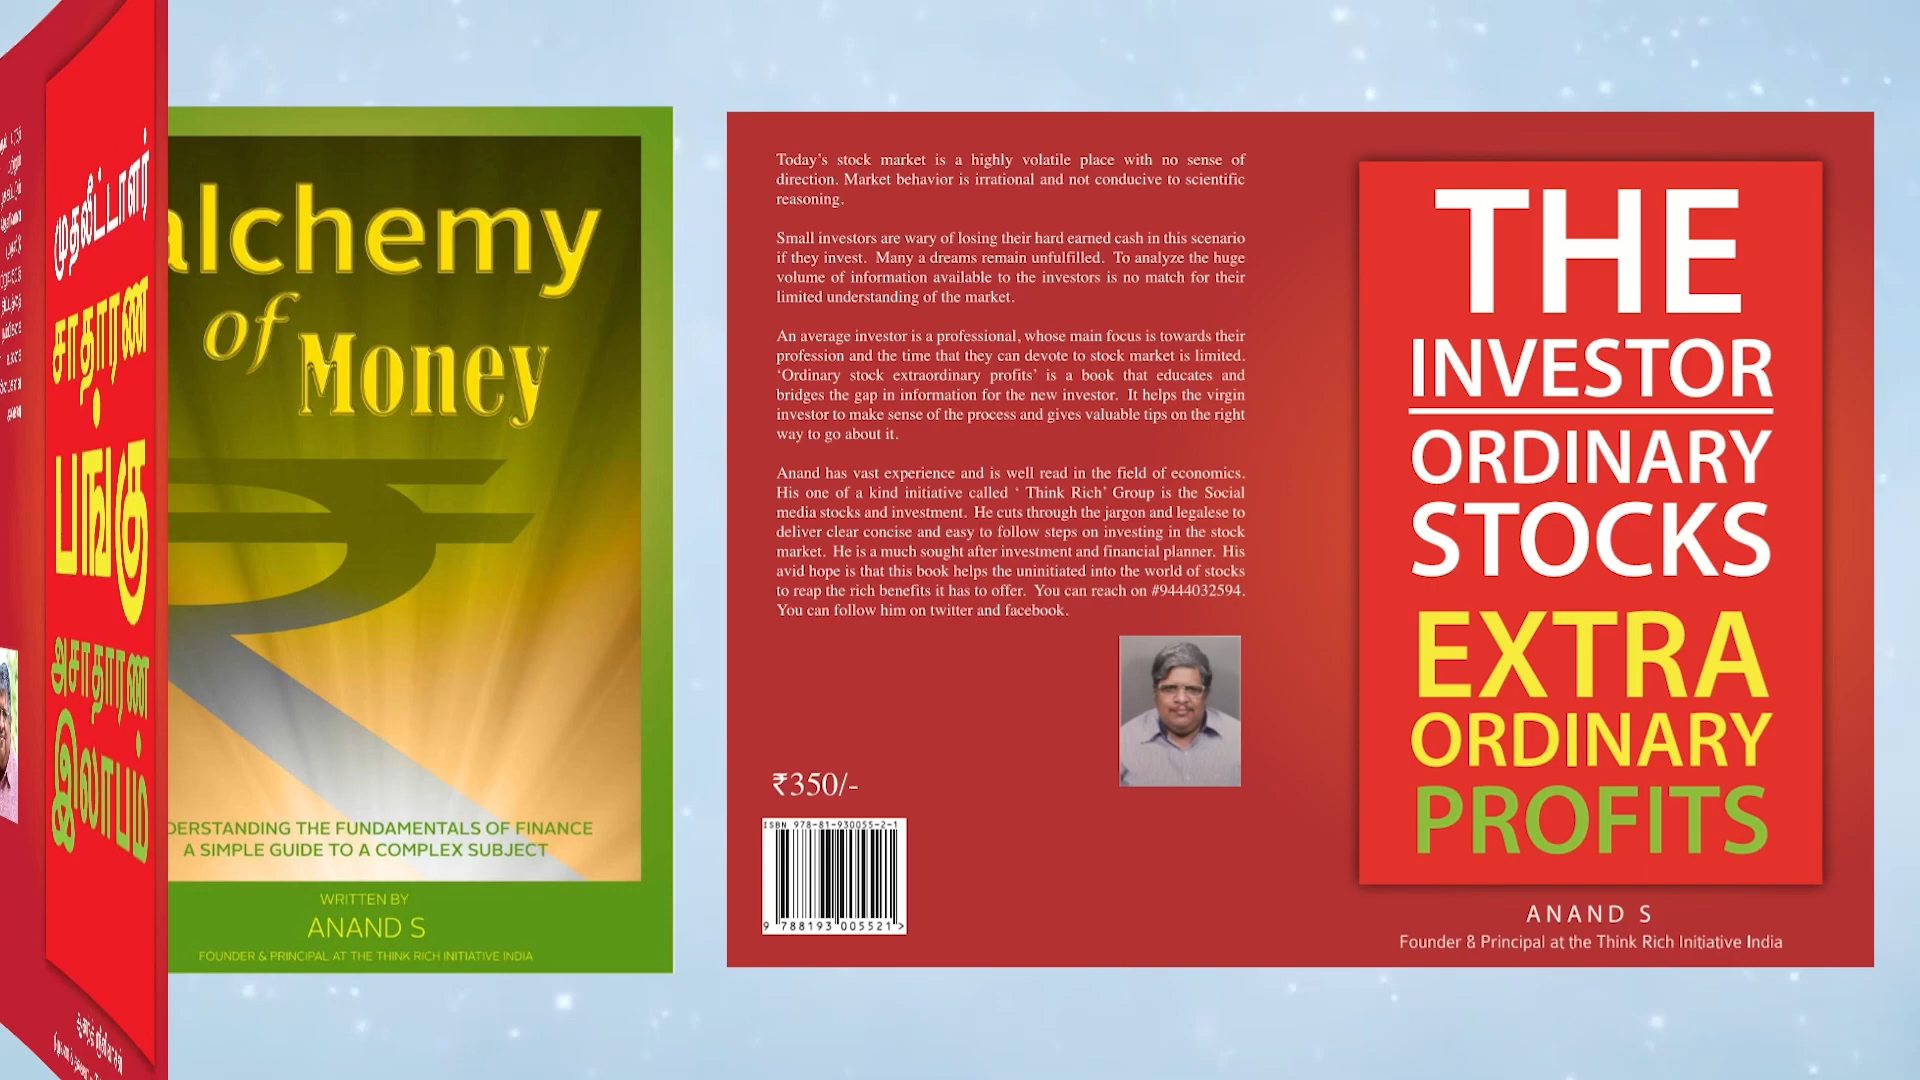 முதலீட்டாளர்
சாதாரண
பங்கு
அசாதாரண
இலாபம்
alchemy
of
Money
DERSTANDING THE FUNDAMENTALS OF FINANCE
A SIMPLE GUIDE TO A COMPLEX SUBJECT
WRITTEN BY
ANAND S
FOUNDER & PRINCIPAL AT THE THINK RICH INITIATIVE INDIA
Today's stock market is a highly volatile place with no sense of
direction. Market behavior is irrational and not conducive to scientific
reasoning.
Small investors are wary of losing their hard earned cash in this scenario
if they invest. Many a dreams remain unfulfilled. To analyze the huge
volume of information available to the investors is no match for their
limited understanding of the market.
An average investor is a professional, whose main focus is towards their
profession and the time that they can devote to stock market is limited.
‘Ordinary stock extraordinary profits’ is a book that educates and
bridges the gap in information for the new investor. It helps the virgin
investor to make sense of the process and gives valuable tips on the right
way to go about it.
Anand has vast experience and is well read in the field of economics.
His one of a kind initiative called ‘ Think Rich’ Group is the Social
media stocks and investment. He cuts through the jargon and legalese to
deliver clear concise and easy to follow steps on investing in the stock
market. He is a much sought after investment and financial planner. His
avid hope is that this book helps the uninitiated into the world of stocks
to reap the rich benefits it has to offer. You can reach on #9444032594.
You can follow him on twitter and facebook.
₹350/-
ISBN 978-81-930055-2-1
9 788193 005521 >
THE
INVESTOR
ORDINARY
STOCKS
EXTRA
ORDINARY
PROFITS
ANAND S
Founder & Principal at the Think Rich Initiative India